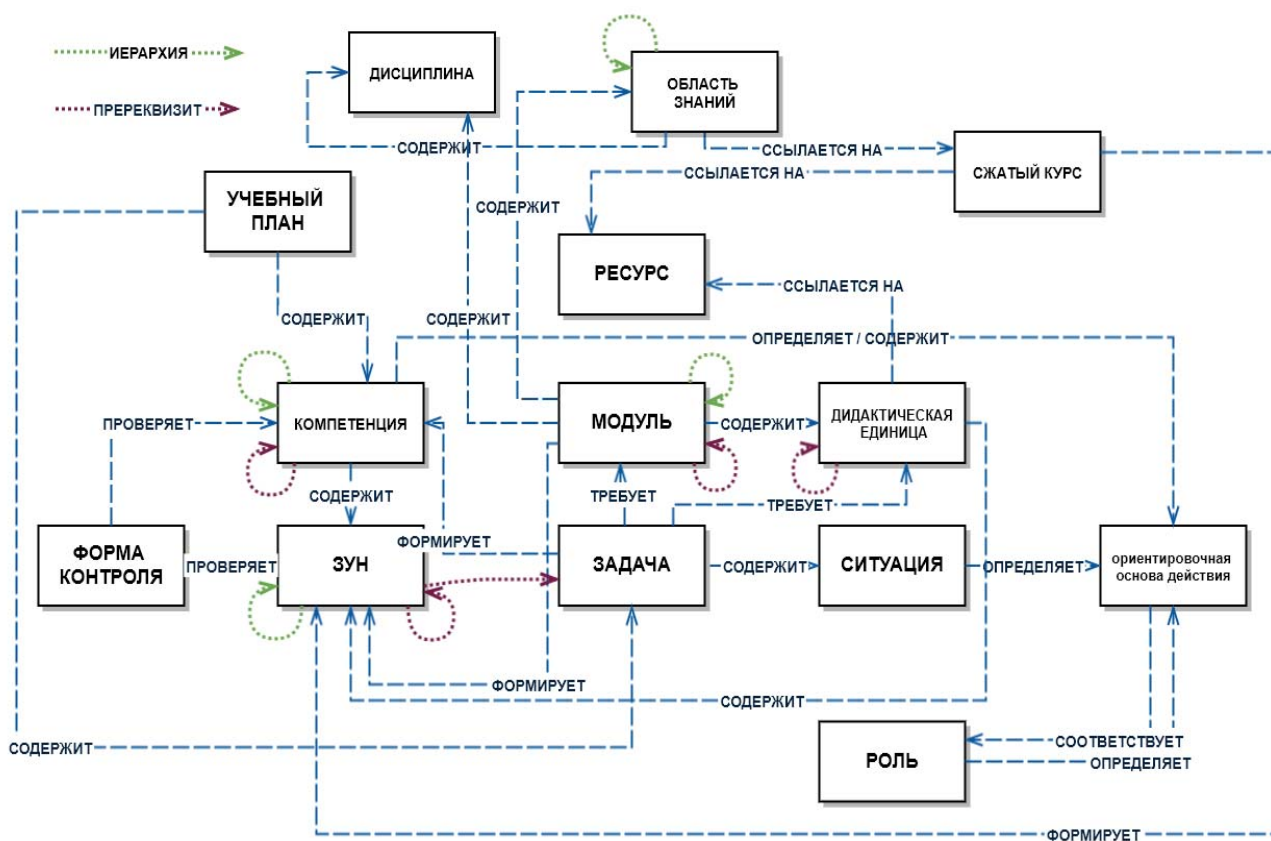 ИЕРАРХИЯ
ПРЕРЕКВИЗИТ
ДИСЦИПЛИНА
ОБЛАСТЬ
ЗНАНИЙ
СОДЕРЖИТ
ССЫЛАЕТСЯ НА
ССЫЛАЕТСЯ НА
СЖАТЫЙ КУРС
УЧЕБНЫЙ
ПЛАН
СОДЕРЖИТ
РЕСУРС
ССЫЛАЕТСЯ НА
СОДЕРЖИТ
СОДЕРЖИТ
ОПРЕДЕЛЯЕТ / СОДЕРЖИТ
ПРОВЕРЯЕТ
КОМПЕТЕНЦИЯ
МОДУЛЬ
СОДЕРЖИТ
ДИДАКТИЧЕСКАЯ
ЕДИНИЦА
СОДЕРЖИТ
ТРЕБУЕТ
ТРЕБУЕТ
ФОРМА
КОНТРОЛЯ
ПРОВЕРЯЕТ
ЗУН
ФОРМИРУЕТ
ЗАДАЧА
СОДЕРЖИТ
СИТУАЦИЯ
ОПРЕДЕЛЯЕТ
ориентировочная
основа действия
ФОРМИРУЕТ
СОДЕРЖИТ
СОДЕРЖИТ
РОЛЬ
СООТВЕТСТВУЕТ
ОПРЕДЕЛЯЕТ
ФОРМИРУЕТ